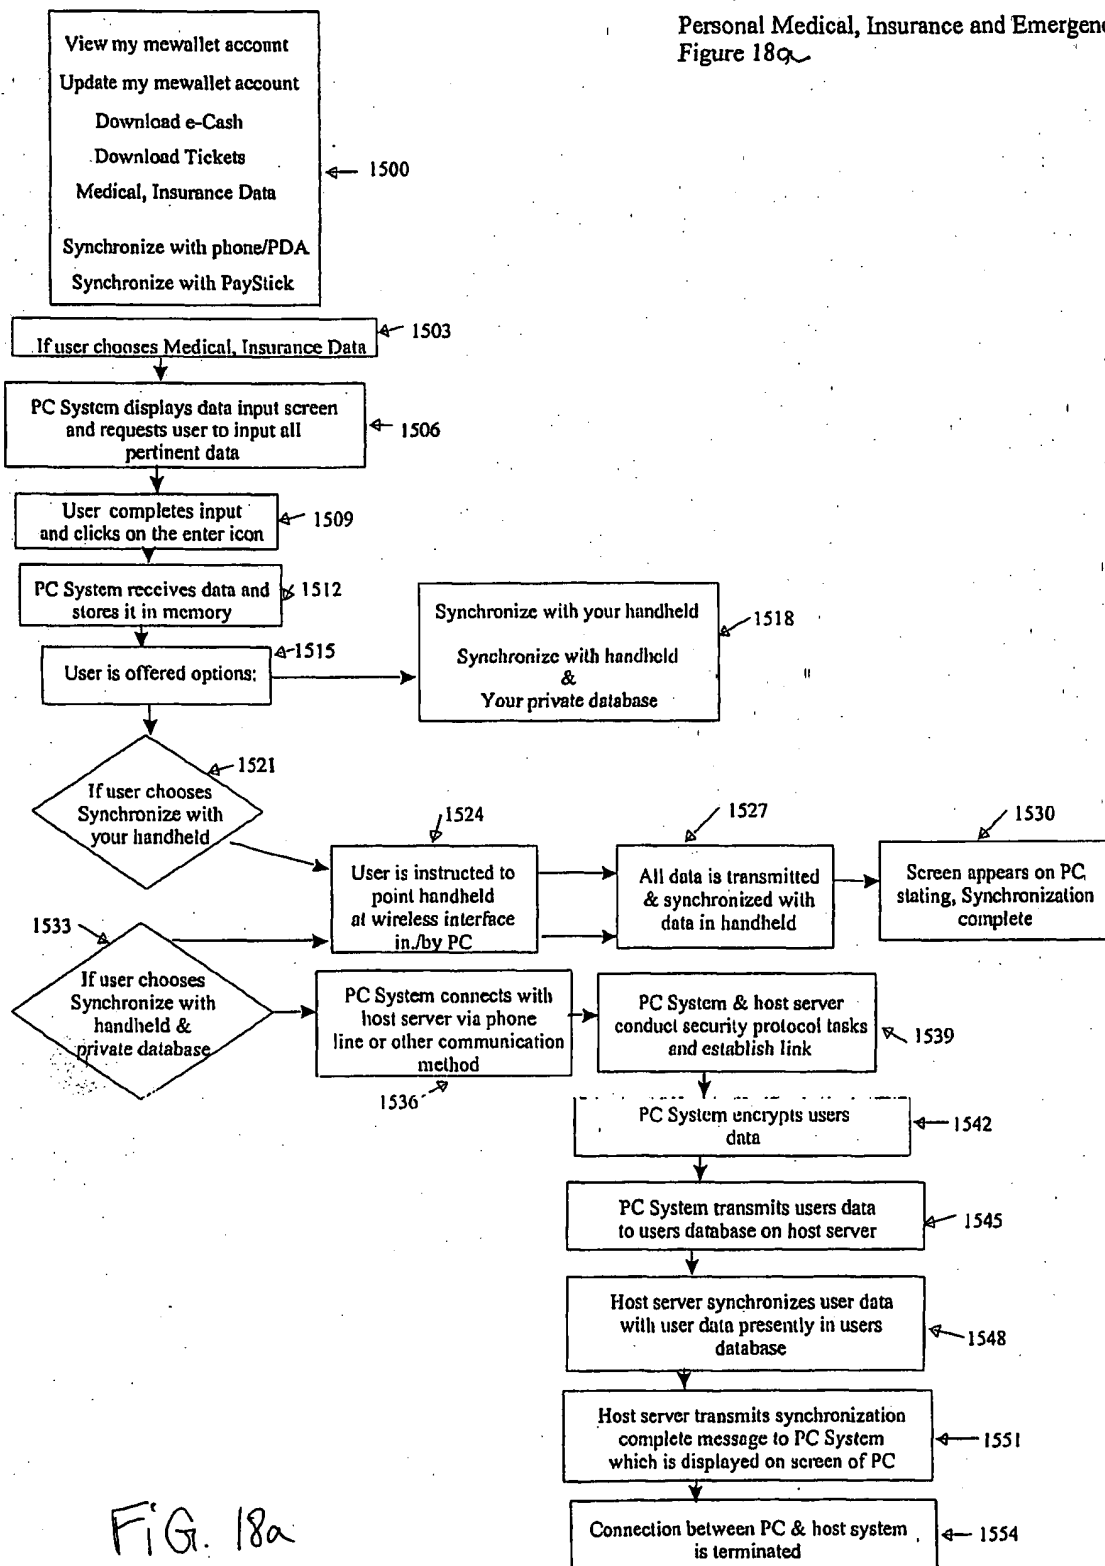 Personal Medical, Insurance and Emergenc
Figure 18a
View my mewallet account
Update my mewallet account
Download e-Cash
Download Tickets
Medical, Insurance Data
Synchronize with phone/PDA
Synchronize with PayStick
1500
1503
If user chooses Medical, Insurance Data
PC System displays data input screen
and requests user to input all
pertinent data
1506
User completes input
and clicks on the enter icon
1509
PC System receives data and
stores it in memory
1512
1515
User is offered options:
Synchronize with your handheld
Synchronize with handheld
&
Your private database
1518
1521
If user chooses
Synchronize with
your handheld
1524
User is instructed to
point handheld
at wireless interface
in./by PC
1527
All data is transmitted
& synchronized with
data in handheld
1530
Screen appears on PC,
stating, Synchronization
complete
1533
If user chooses
Synchronize with
handheld &
private database
PC System connects with
host server via phone
line or other communication
method
1536
PC System & host server
conduct security protocol tasks
and establish link
1539
PC System encrypts users
data
1542
PC System transmits users data
to users database on host server
1545
Host server synchronizes user data
with user data presently in users
database
1548
Host server transmits synchronization
complete message to PC System
which is displayed on screen of PC
1551
Connection between PC & host system
is terminated
1554
FiG. 18a